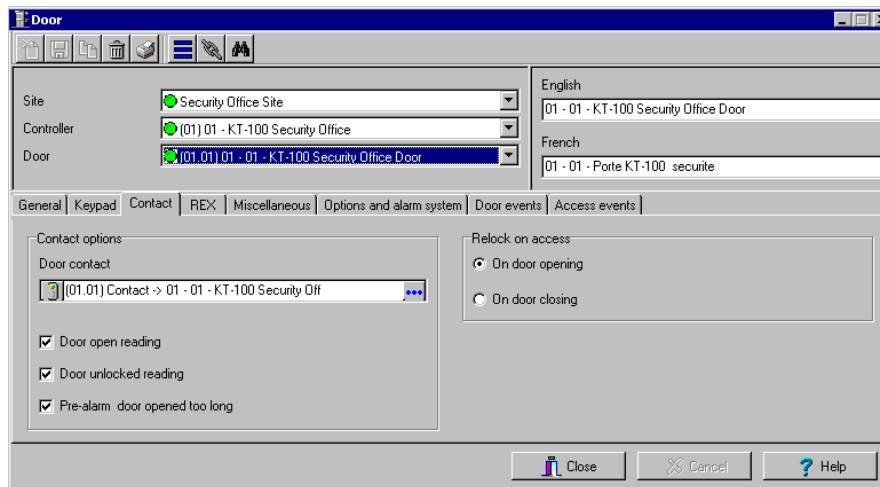 Door
Site
Security Office Site
Controller
(01) 01 - KT-100 Security Office
Door
(01.01) 01 - 01 - KT-100 Security Office Door
English
01 - 01 - KT-100 Security Office Door
French
01 - 01 - Porte KT-100 securite
General Keypad Contact REX Miscellaneous Options and alarm system Door events Access events
Contact options
Door contact
(01.01) Contact -> 01 - 01 - KT-100 Security Off
Door open reading
Door unlocked reading
Pre-alarm door opened too long
Relock on access
On door opening
On door closing
Close Cancel Help